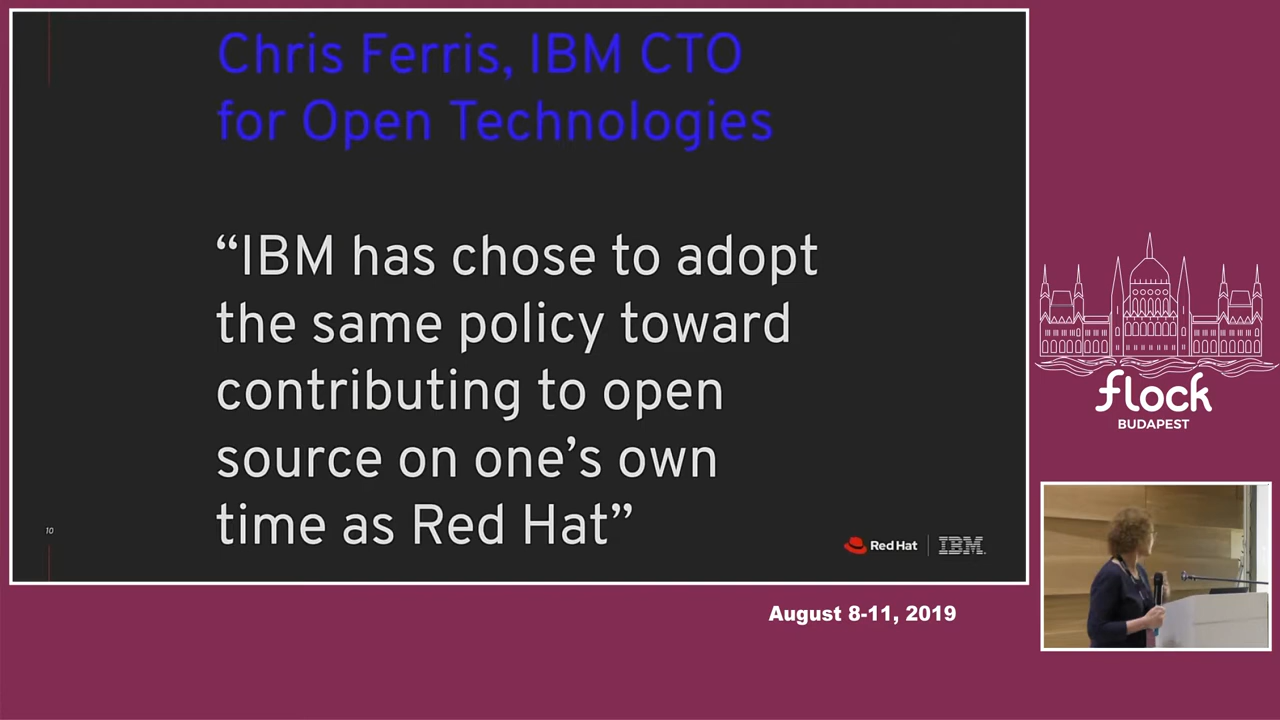 Chris Ferris, IBM CTO
for Open Technologies
“IBM has chose to adopt
the same policy toward
contributing to open
source on one’s own
time as Red Hat”
10
Red Hat
IBM
flock
BUDAPEST
August 8-11, 2019